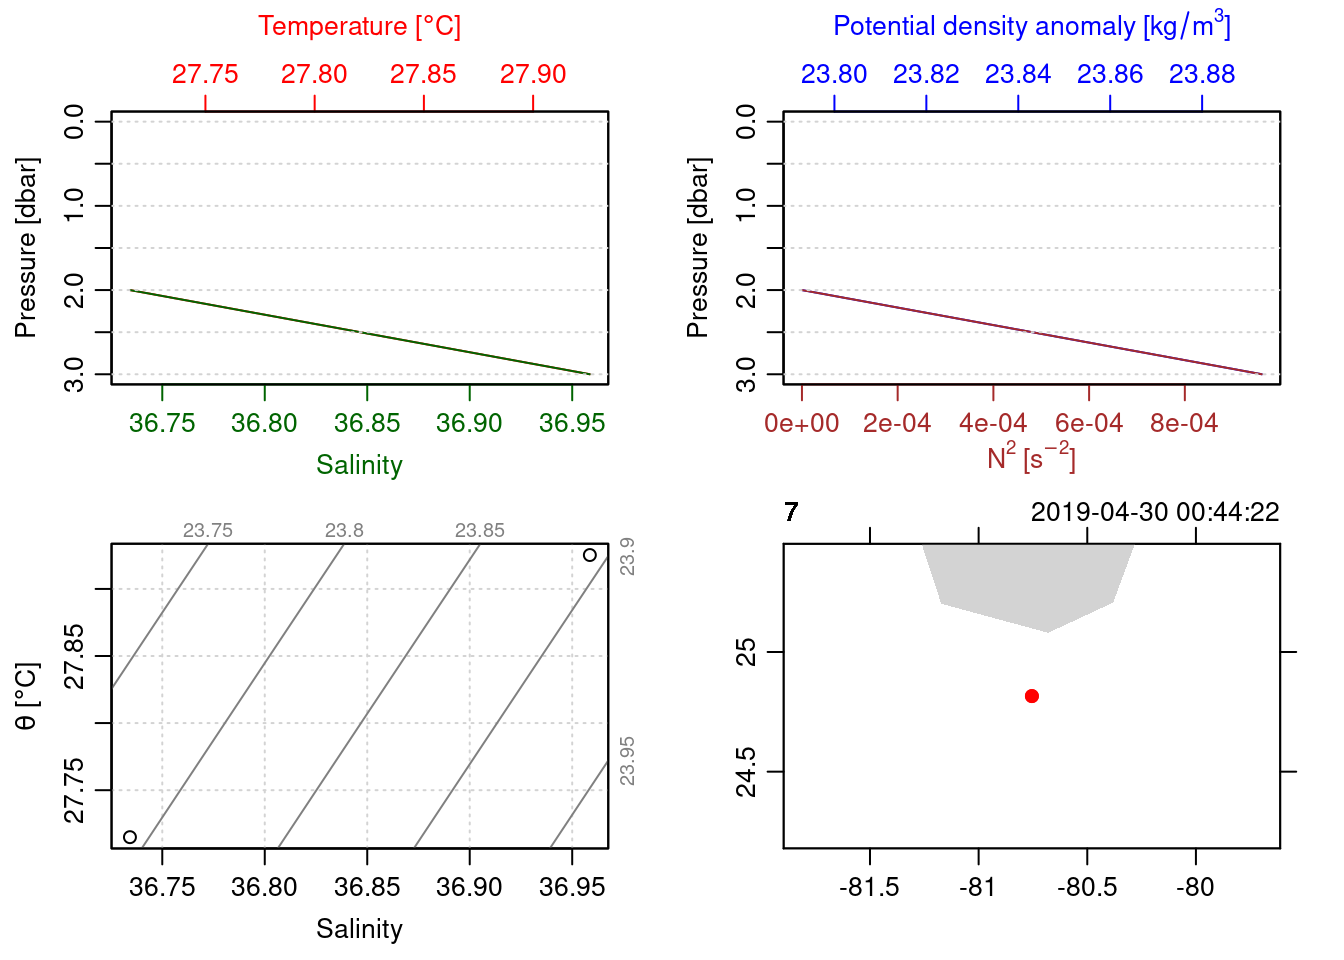 Temperature [°C]
27.75 27.80 27.85 27.90
Pressure [dbar]
0.0 1.0 2.0 3.0
36.75 36.80 36.85 36.90 36.95
Salinity
Potential density anomaly [kg/m³]
23.80 23.82 23.84 23.86 23.88
Pressure [dbar]
0.0 1.0 2.0 3.0
0e+00 2e-04 4e-04 6e-04 8e-04
N² [s⁻²]
23.75 23.8 23.85
23.9
23.95
θ [°C]
27.85
27.75
36.75 36.80 36.85 36.90 36.95
Salinity
7 2019-04-30 00:44:22
25
24.5
-81.5 -81 -80.5 -80